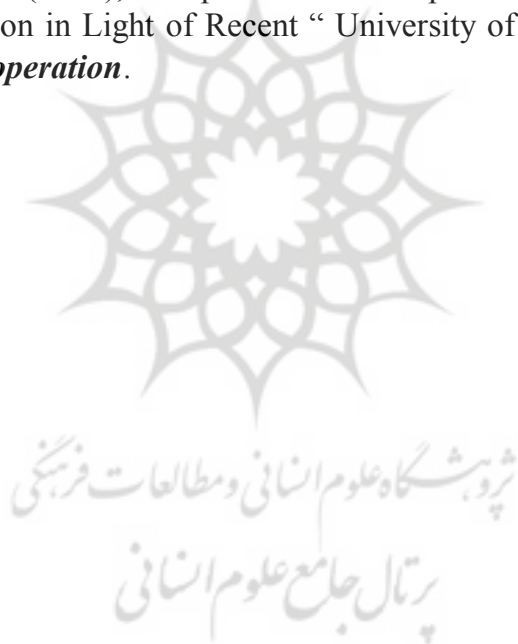 on in Light of Recent “ University of
operation.
پژوهشگاه علوم انسانی و مطالعات فرهنگی
پرتال جامع علوم انسانی